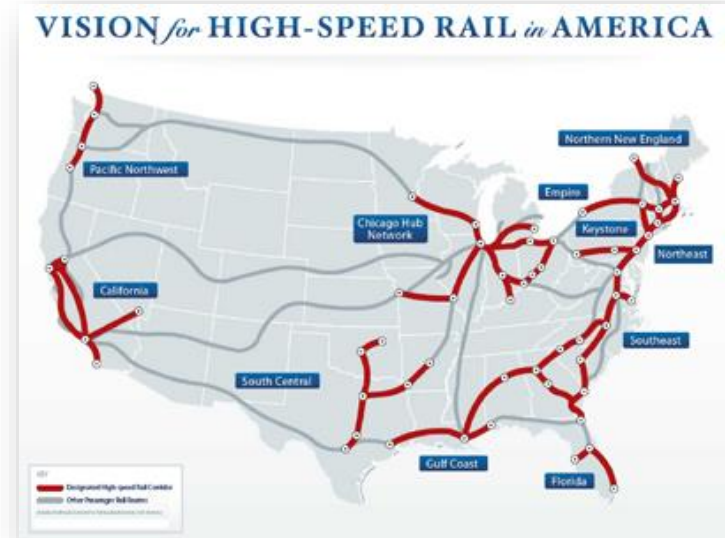 VISION for HIGH-SPEED RAIL in AMERICA
Northern New England
Pacific Northwest
Empire
Chicago Hub
Network
Keystone
Northeast
California
Southeast
South Central
Gulf Coast
Florida
KEY
Designated High-speed Rail Corridor
Other Passenger Rail Routes